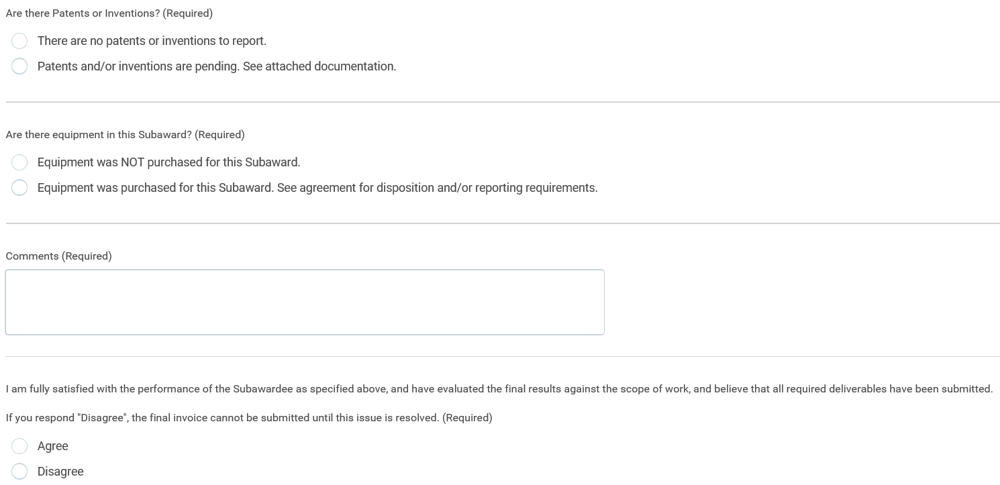 Are there Patents or Inventions? (Required)
There are no patents or inventions to report.
Patents and/or inventions are pending. See attached documentation.
Are there equipment in this Subaward? (Required)
Equipment was NOT purchased for this Subaward.
Equipment was purchased for this Subaward. See agreement for disposition and/or reporting requirements.
Comments (Required)
I am fully satisfied with the performance of the Subawardee as specified above, and have evaluated the final results against the scope of work, and believe that all required deliverables have been submitted.
If you respond "Disagree", the final invoice cannot be submitted until this issue is resolved. (Required)
Agree
Disagree